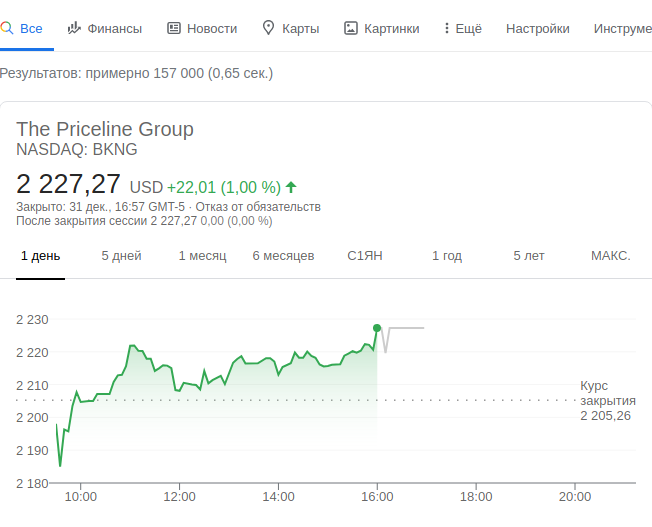 Все Финансы Новости Карты Картинки Ещё Настройки Инструме
Результатов: примерно 157 000 (0,65 сек.)
The Priceline Group
NASDAQ: BKNG
2 227,27 USD +22,01 (1,00 %)
Закрыто: 31 дек., 16:57 GMT-5 · Отказ от обязательств
После закрытия сессии 2 227,27 0,00 (0,00 %)
1 день 5 дней 1 месяц 6 месяцев С1ЯН 1 год 5 лет МАКС.
2 230
2 220
2 210
2 200
2 190
2 180
Курс
закрытия
2 205,26
10:00 12:00 14:00 16:00 18:00 20:00